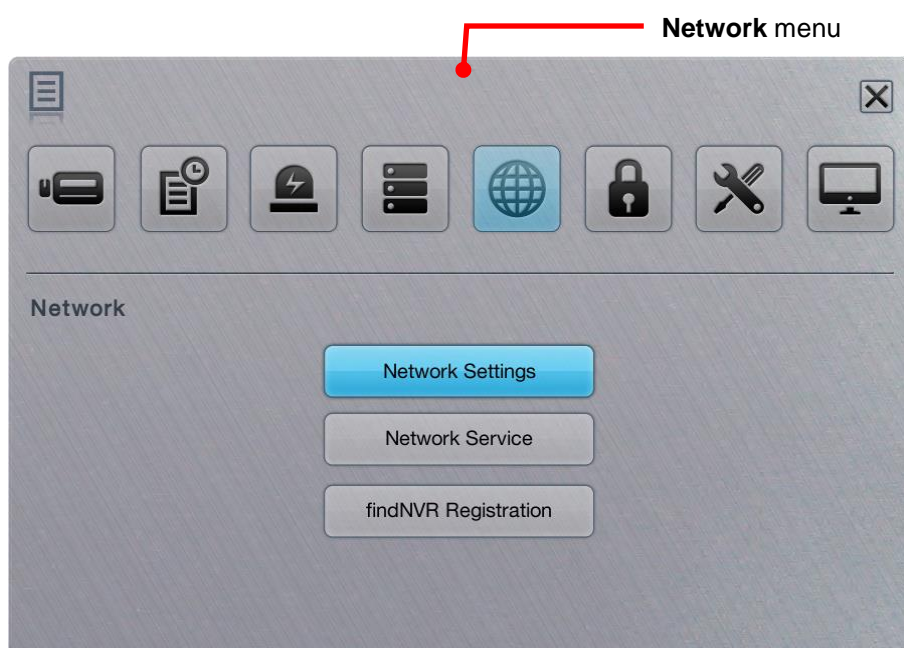 Network menu
Network
Network Settings
Network Service
findNVR Registration